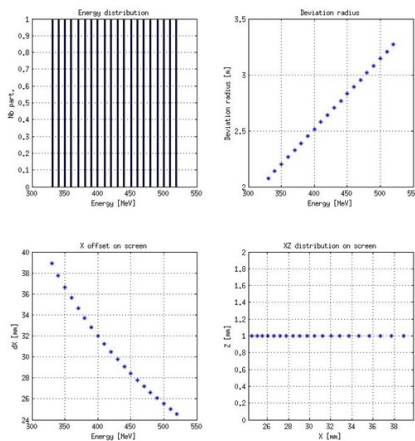 Energy distribution
Nb part.
1
0.9
0.8
0.7
0.6
0.5
0.4
0.3
0.2
0.1
0
300 350 400 450 500 550
Energy [MeV]
Deviation radius
Deviation radius [m]
3.5
3
2.5
2
300 350 400 450 500 550
Energy [MeV]
X offset on screen
dX [mm]
40
38
36
34
32
30
28
26
24
300 350 400 450 500 550
Energy [MeV]
XZ distribution on screen
Z [mm]
2
1.8
1.6
1.4
1.2
1
0.8
0.6
0.4
0.2
0
26 28 30 32 34 36 38
X [mm]